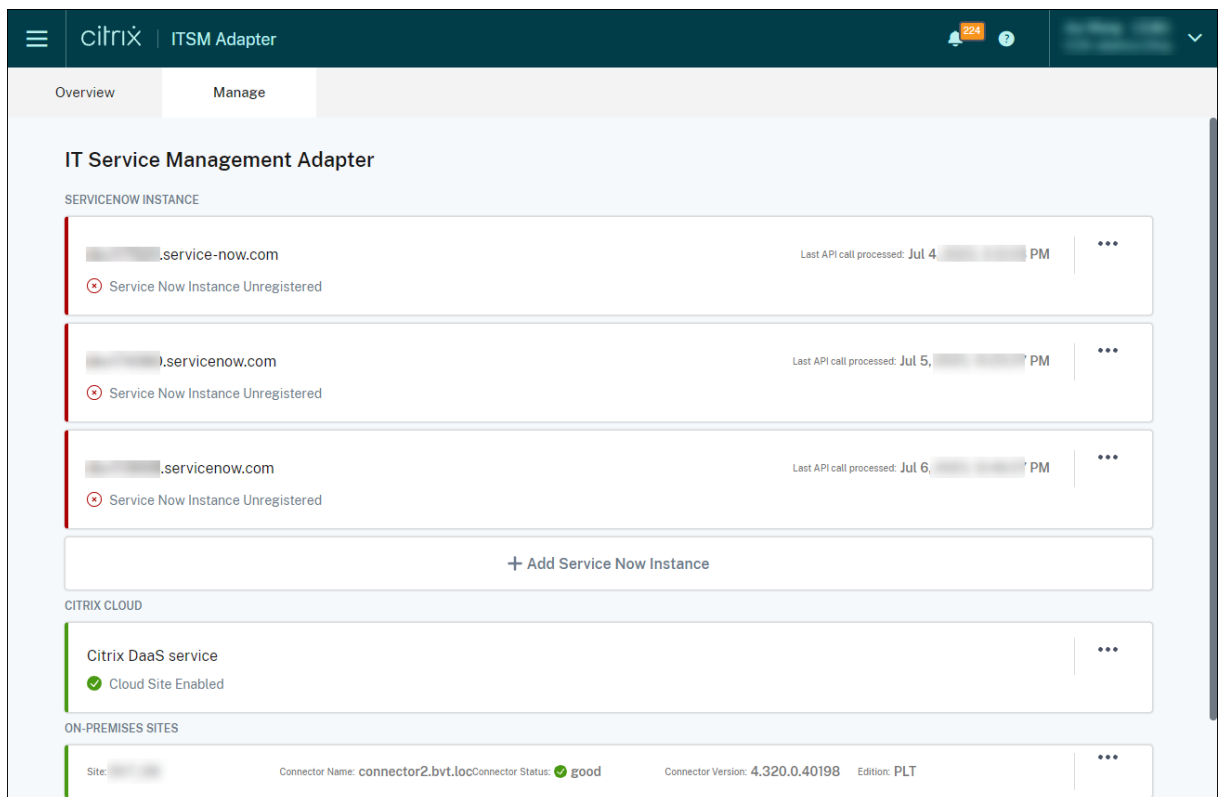 citrix | ITSM Adapter 224 ?
Overview Manage
IT Service Management Adapter
SERVICENOW INSTANCE
.service-now.com Last API call processed: Jul 4 PM
Service Now Instance Unregistered
.servicenow.com Last API call processed: Jul 5, PM
Service Now Instance Unregistered
.servicenow.com Last API call processed: Jul 6, PM
Service Now Instance Unregistered
+ Add Service Now Instance
CITRIX CLOUD
Citrix DaaS service
Cloud Site Enabled
ON-PREMISES SITES
Site: Connector Name: connector2.bvt.loc Connector Status: good Connector Version: 4.320.0.40198 Edition: PLT